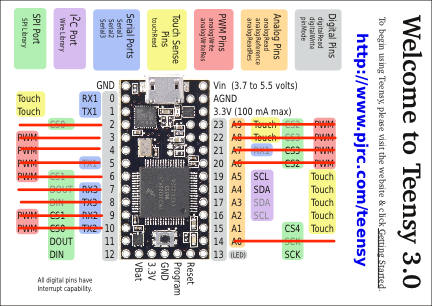 Welcome to Teensy 3.0
To begin using Teensy, please visit the website & click Getting Started.
http://www.pjrc.com/teensy
SPI Port
SPI Library
I²C Port
Wire Library
Serial Ports
Serial1
Serial2
Serial3
Touch Sense
Pins
touchRead
PWM Pins
analogWrite
analogWriteRes
Analog Pins
analogRead
analogReference
analogReadRes
Digital Pins
digitalRead
digitalWrite
pinMode
GND
Vin (3.7 to 5.5 volts)
Touch RX1 0 AGND
Touch TX1 1 3.3V (100 mA max)
CS0 2 23 A9 Touch PWM
PWM 3 22 A8 Touch PWM
PWM 4 21 A7 PWM
PWM 5 20 A6 CS2 PWM
CS1 6 19 A5 SCL Touch
DOUT RX3 7 18 A4 SDA Touch
DIN TX3 8 17 A3 SDA Touch
PWM CS1 RX2 9 16 A2 SCL Touch
PWM CS0 TX2 10 15 A1 CS4 Touch
DOUT 11 14 A0 SCK
DIN 12 13 (LED) SCK
VBat
3.3V
GND
Program
Reset
All digital pins have
Interrupt capability.